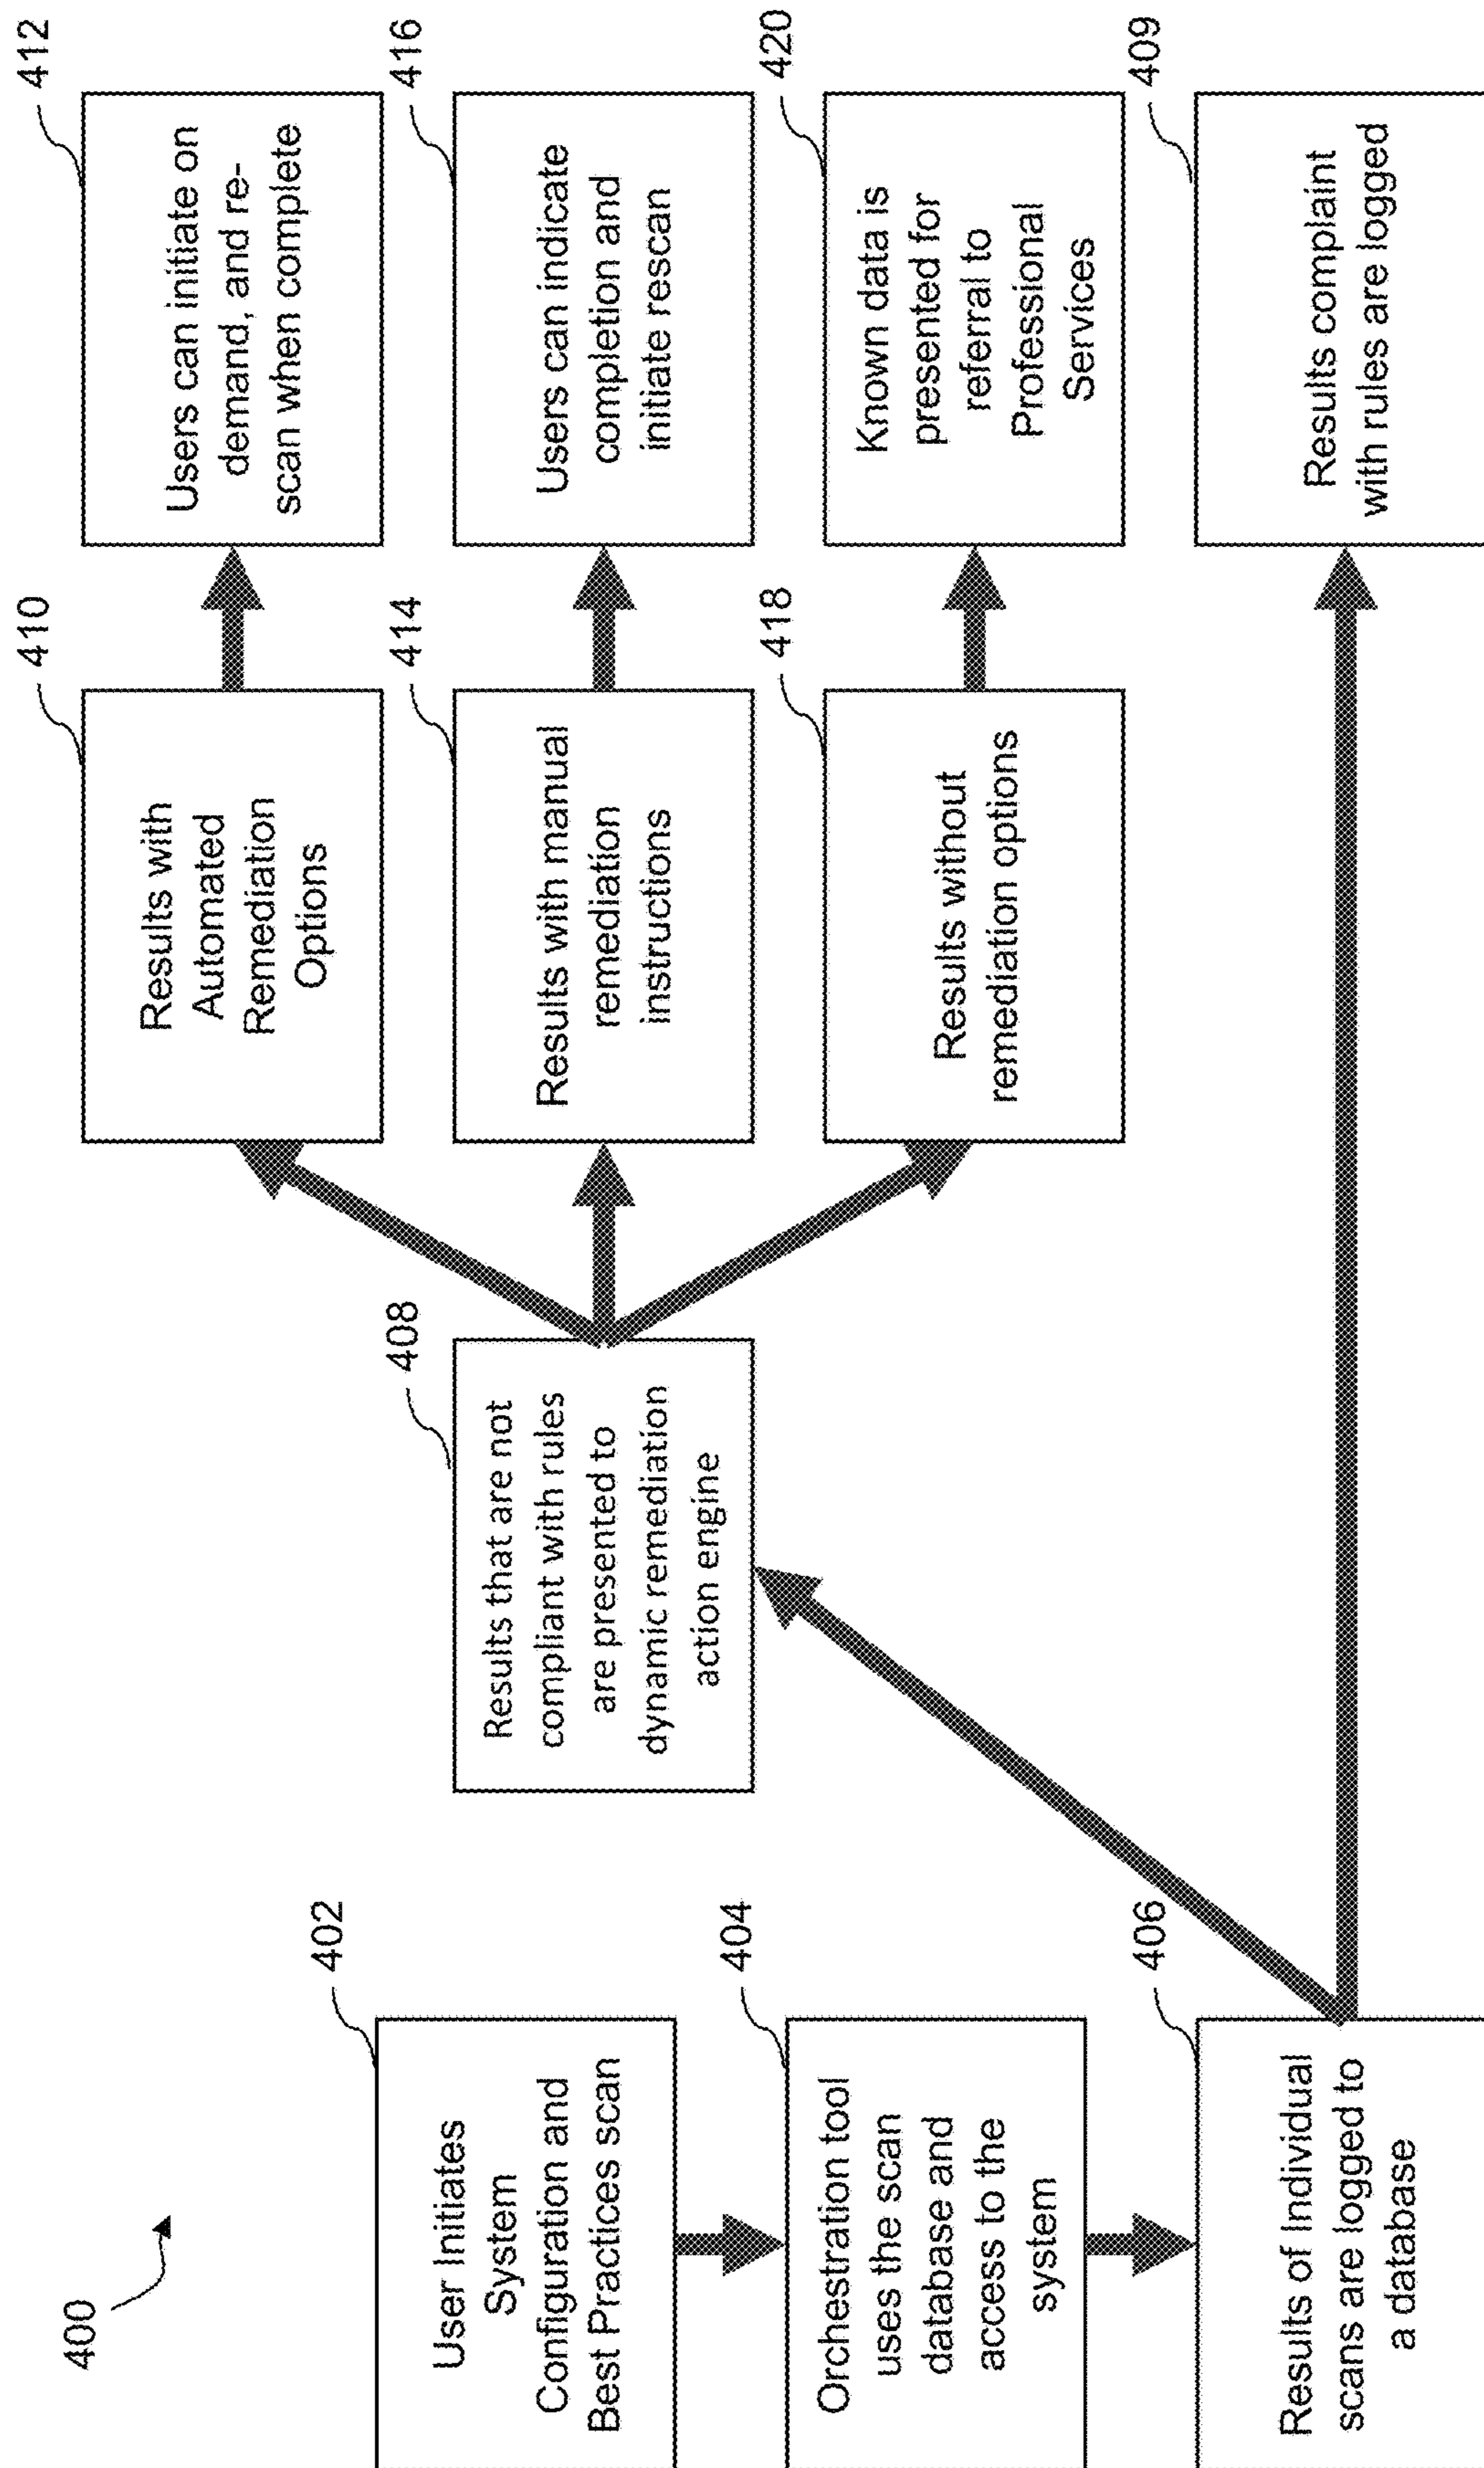 400
402
User Initiates
System
Configuration and
Best Practices scan
404
Orchestration tool
uses the scan
database and
access to the
system
406
Results of Individual
scans are logged to
a database
408
Results that are not
compliant with rules
are presented to
dynamic remediation
action engine
410
Results with
Automated
Remediation
Options
412
Users can initiate on
demand, and re-
scan when complete
414
Results with manual
remediation
instructions
416
Users can indicate
completion and
initiate rescan
418
Results without
remediation options
420
Known data is
presented for
referral to
Professional
Services
409
Results complaint
with rules are logged